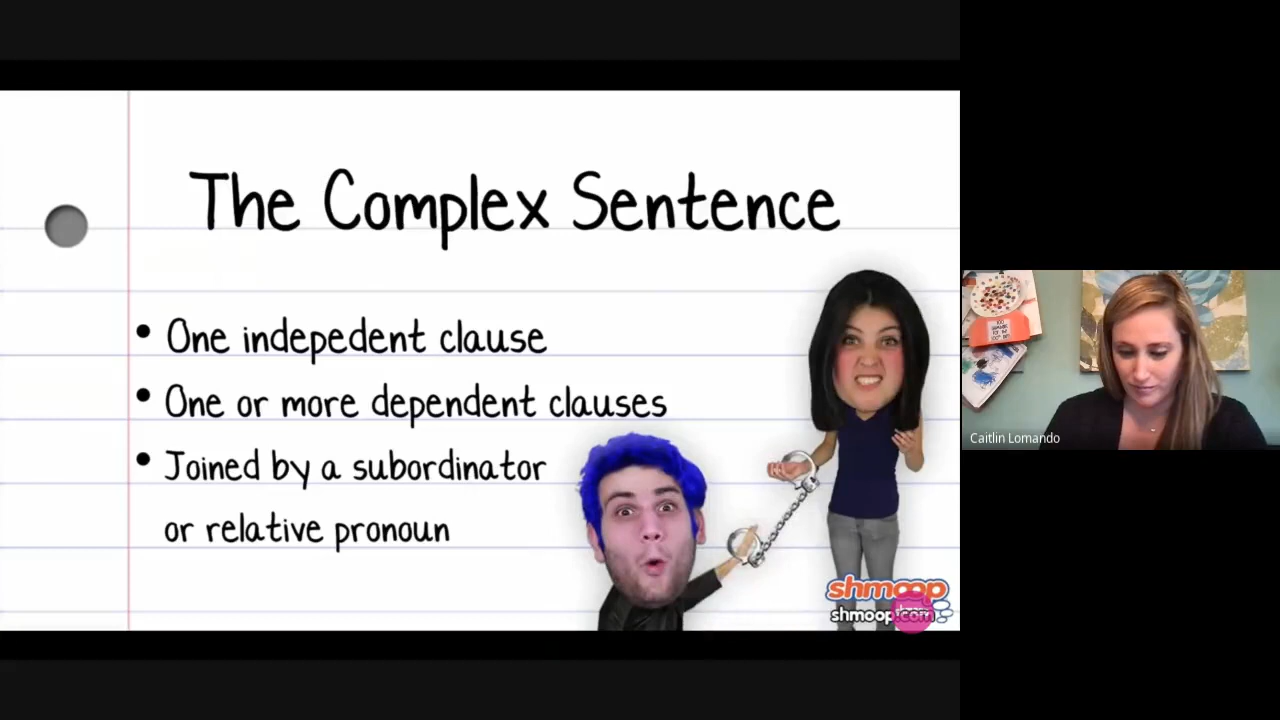 The Complex Sentence
• One indepedent clause
• One or more dependent clauses
• Joined by a subordinator
or relative pronoun
shmoop
shmoop.com
Caitlin Lomando